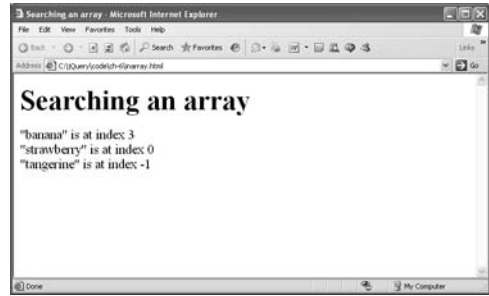 Searching an array - Microsoft Internet Explorer
File Edit View Favorites Tools Help
Back Search Favorites
Links
Address C:\jQuery\code\ch-6\inarray.html Go
Searching an array
"banana" is at index 3
"strawberry" is at index 0
"tangerine" is at index -1
Done My Computer